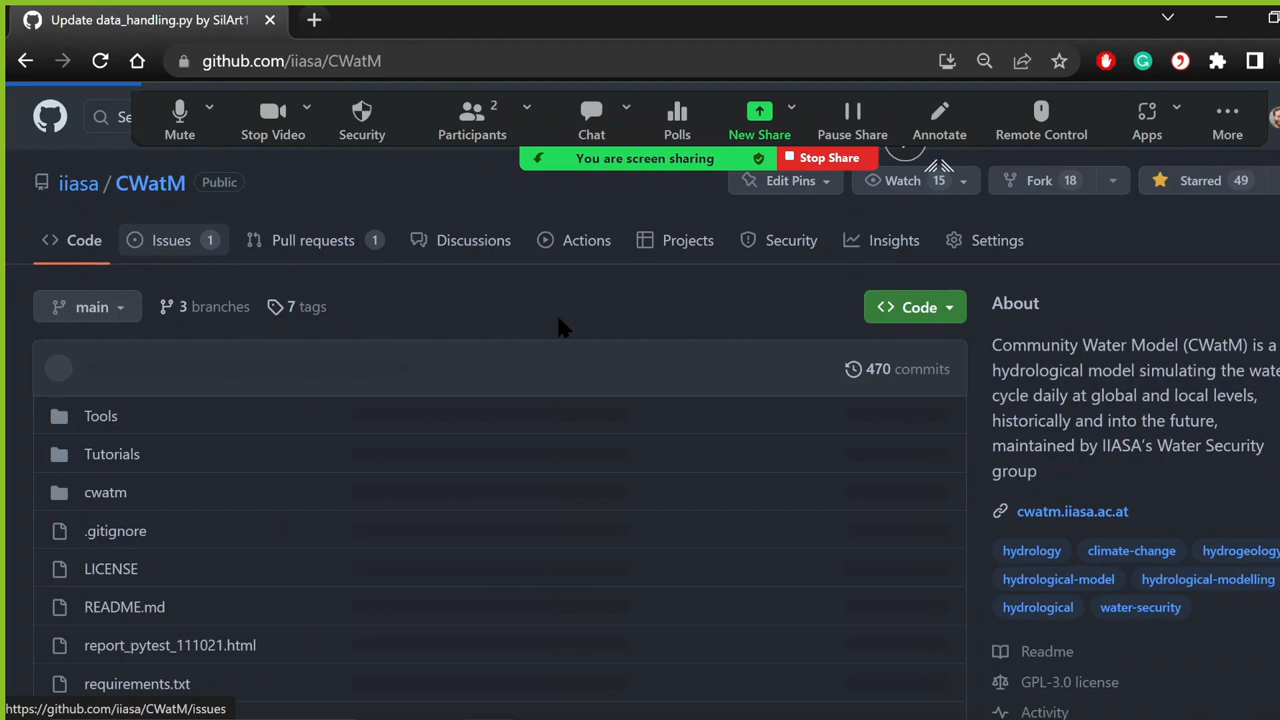 Update data_handling.py by SilArt1
github.com/iiasa/CWatM
Se
Mute
Stop Video
Security
Participants 2
Chat
Polls
New Share
Pause Share
Annotate
Remote Control
Apps
More
You are screen sharing
Stop Share
iiasa / CWatM Public
Edit Pins
Watch 15
Fork 18
Starred 49
Code
Issues 1
Pull requests 1
Discussions
Actions
Projects
Security
Insights
Settings
main
3 branches
7 tags
Code
470 commits
Tools
Tutorials
cwatm
.gitignore
LICENSE
README.md
report_pytest_111021.html
requirements.txt
About
Community Water Model (CWatM) is a
hydrological model simulating the wate
cycle daily at global and local levels,
historically and into the future,
maintained by IIASA's Water Security
group
cwatm.iiasa.ac.at
hydrology climate-change hydrogeology
hydrological-model hydrological-modelling
hydrological water-security
Readme
GPL-3.0 license
Activity
https://github.com/iiasa/CWatM/issues